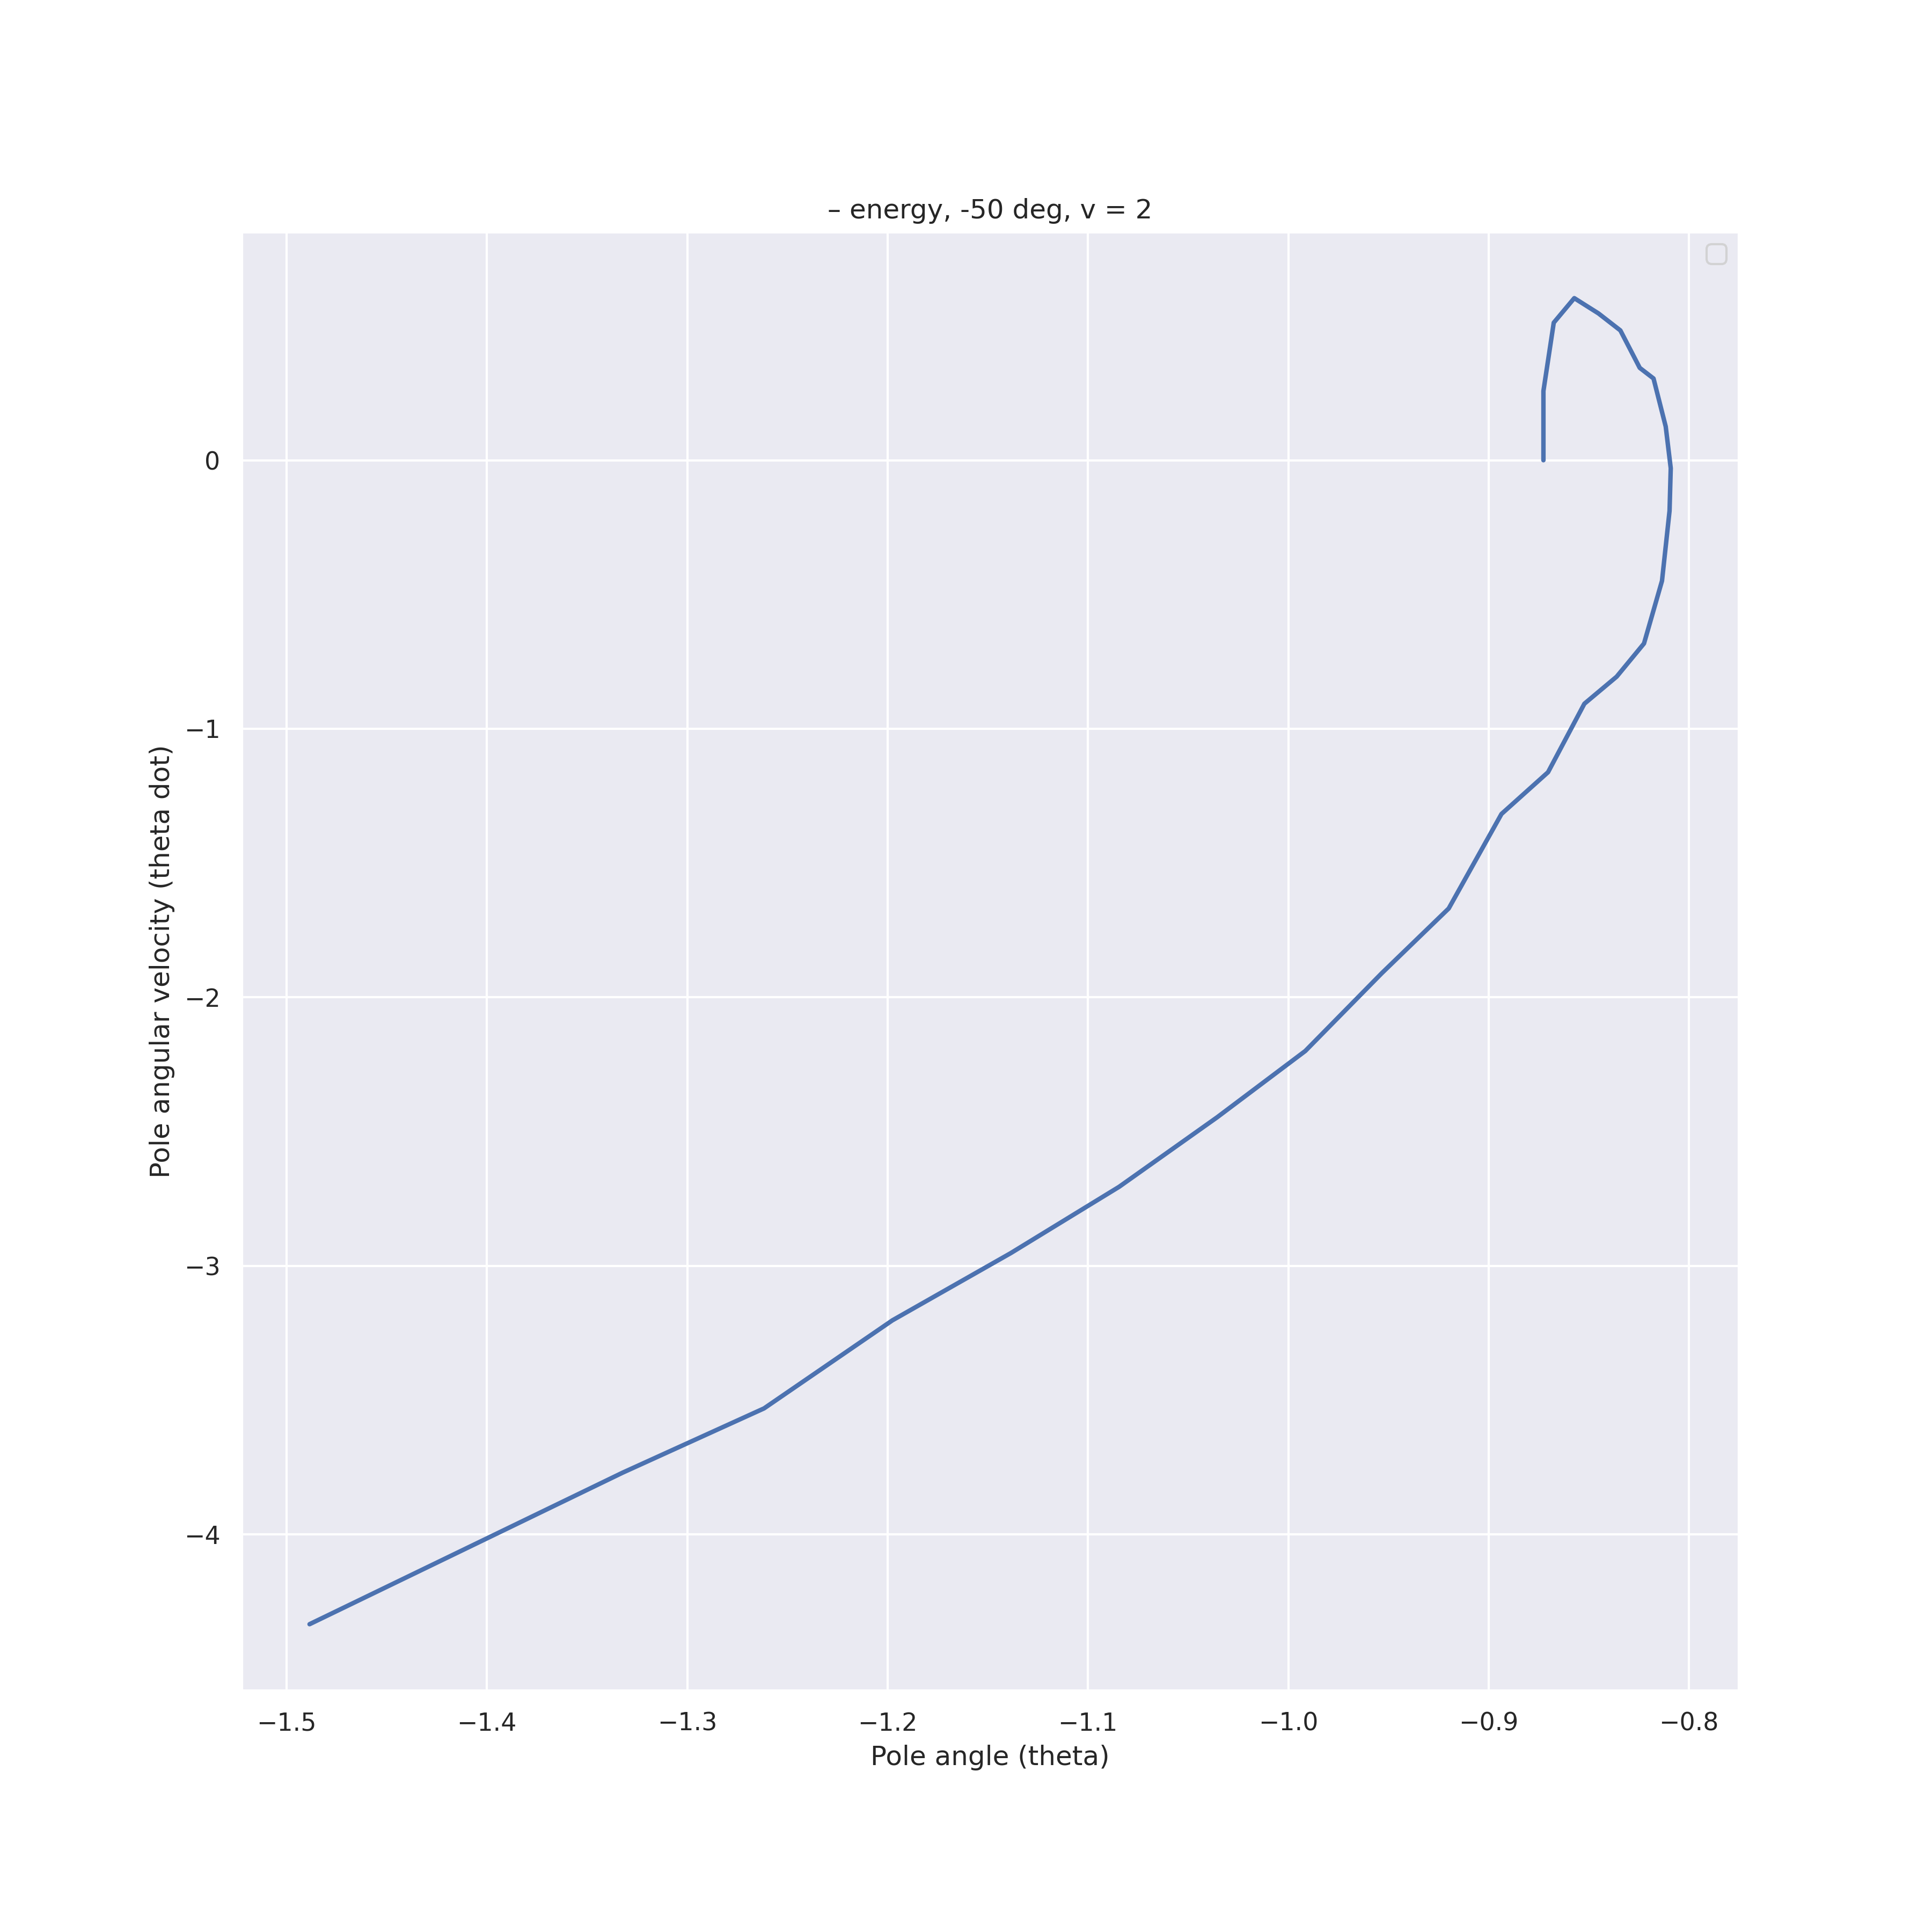 – energy, -50 deg, v = 2
Pole angular velocity (theta dot)
0
−1
−2
−3
−4
−1.5 −1.4 −1.3 −1.2 −1.1 −1.0 −0.9 −0.8
Pole angle (theta)